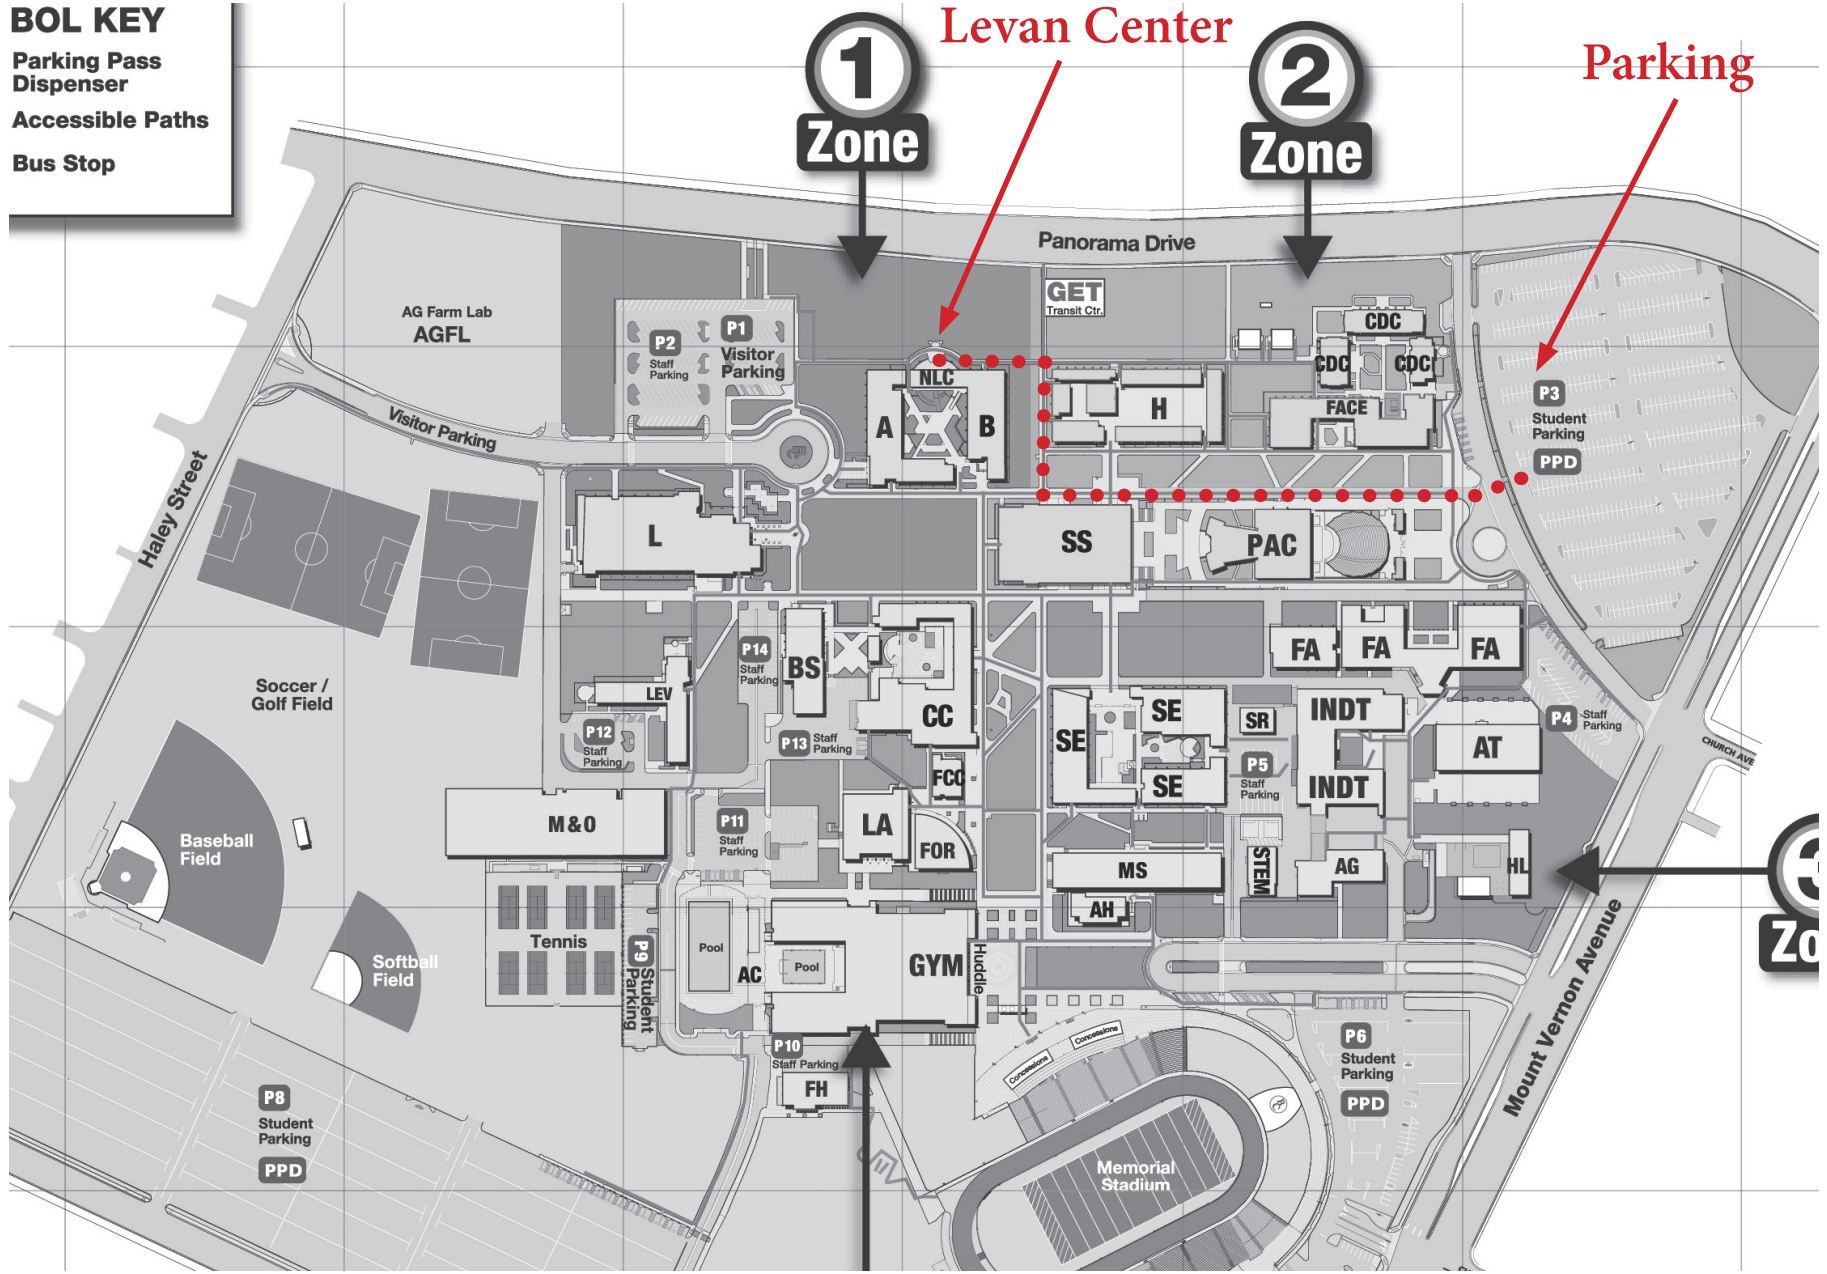 BOL KEY
Parking Pass
Dispenser
Accessible Paths
Bus Stop
Levan Center
Parking
1
Zone
2
Zone
Panorama Drive
GET
Transit Ctr.
AG Farm Lab
AGFL
P2
Staff
Parking
P1
Visitor
Parking
NLC
A
B
H
CDC
CDC
CDC
FACE
P3
Student
Parking
PPD
Visitor Parking
Haley Street
L
SS
PAC
Soccer /
Golf Field
P14
Staff
Parking
BS
CC
LEV
P12
Staff
Parking
P13
Staff
Parking
FCC
FA
FA
FA
SE
SE
SE
SR
INDT
INDT
P5
Staff
Parking
AT
P4
Staff
Parking
CHURCH AVE
M&O
P11
Staff
Parking
LA
FOR
MS
AH
STEM
AG
HL
3
Zo
Baseball
Field
Softball
Field
Tennis
P9
Student
Parking
Pool
AC
Pool
GYM
Huddle
P10
Staff Parking
FH
Concessions
Concessions
P6
Student
Parking
PPD
Mount Vernon Avenue
P8
Student
Parking
PPD
Memorial
Stadium